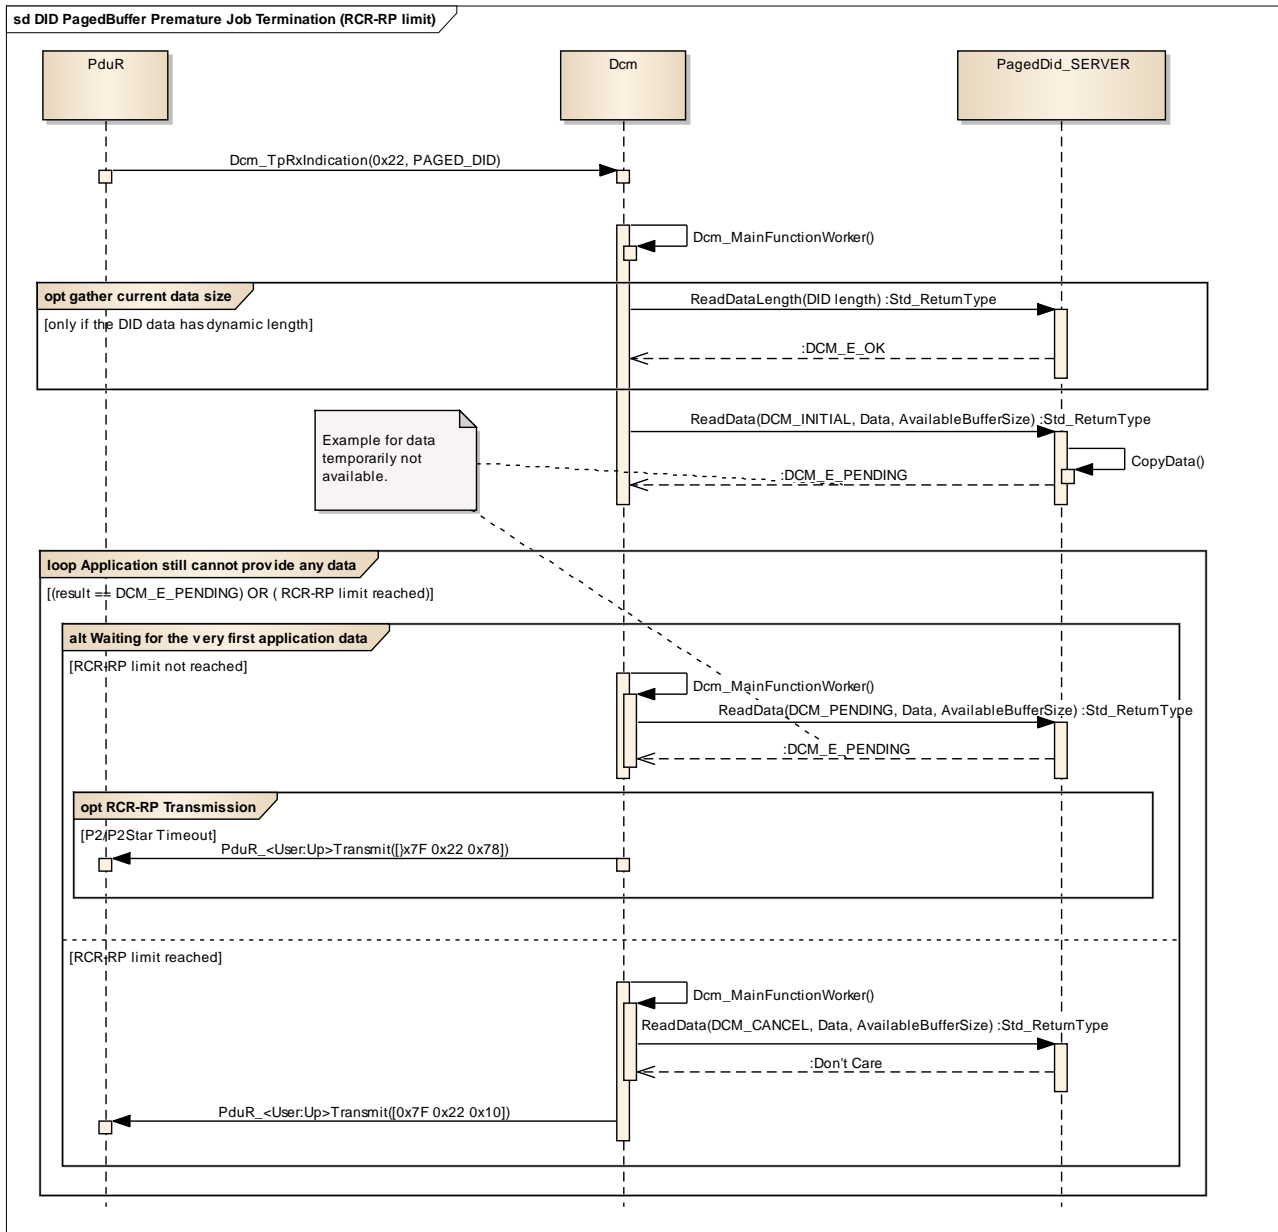 sd DID PagedBuffer Premature Job Termination (RCR-RP limit)
PduR
Dcm
PagedDid_SERVER
Dcm_TpRxIndication(0x22, PAGED_DID)
Dcm_MainFunctionWorker()
opt gather current data size
[only if the DID data has dynamic length]
ReadDataLength(DID length) :Std_ReturnType
:DCM_E_OK
ReadData(DCM_INITIAL, Data, AvailableBufferSize) :Std_ReturnType
Example for data
temporarily not
available.
CopyData()
:DCM_E_PENDING
loop Application still cannot provide any data
[(result == DCM_E_PENDING) OR ( RCR-RP limit reached)]
alt Waiting for the very first application data
[RCR-RP limit not reached]
Dcm_MainFunctionWorker()
ReadData(DCM_PENDING, Data, AvailableBufferSize) :Std_ReturnType
:DCM_E_PENDING
opt RCR-RP Transmission
[P2/P2Star Timeout]
PduR_<User:Up>Transmit([}x7F 0x22 0x78])
[RCR-RP limit reached]
Dcm_MainFunctionWorker()
ReadData(DCM_CANCEL, Data, AvailableBufferSize) :Std_ReturnType
:Don't Care
PduR_<User:Up>Transmit([0x7F 0x22 0x10])